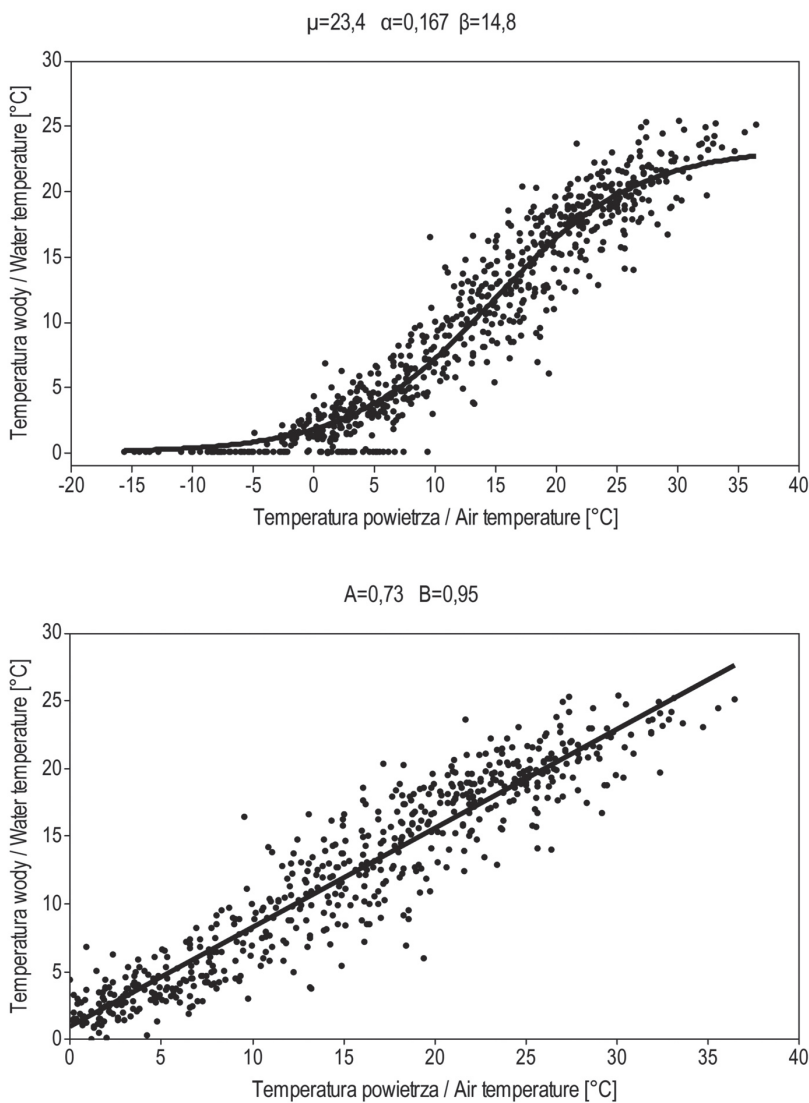 μ=23,4 α=0,167 β=14,8
Temperatura wody / Water temperature [°C]
30
25
20
15
10
5
0
-20 -15 -10 -5 0 5 10 15 20 25 30 35 40
Temperatura powietrza / Air temperature [°C]
A=0,73 B=0,95
Temperatura wody / Water temperature [°C]
30
25
20
15
10
5
0
0 5 10 15 20 25 30 35 40
Temperatura powietrza / Air temperature [°C]